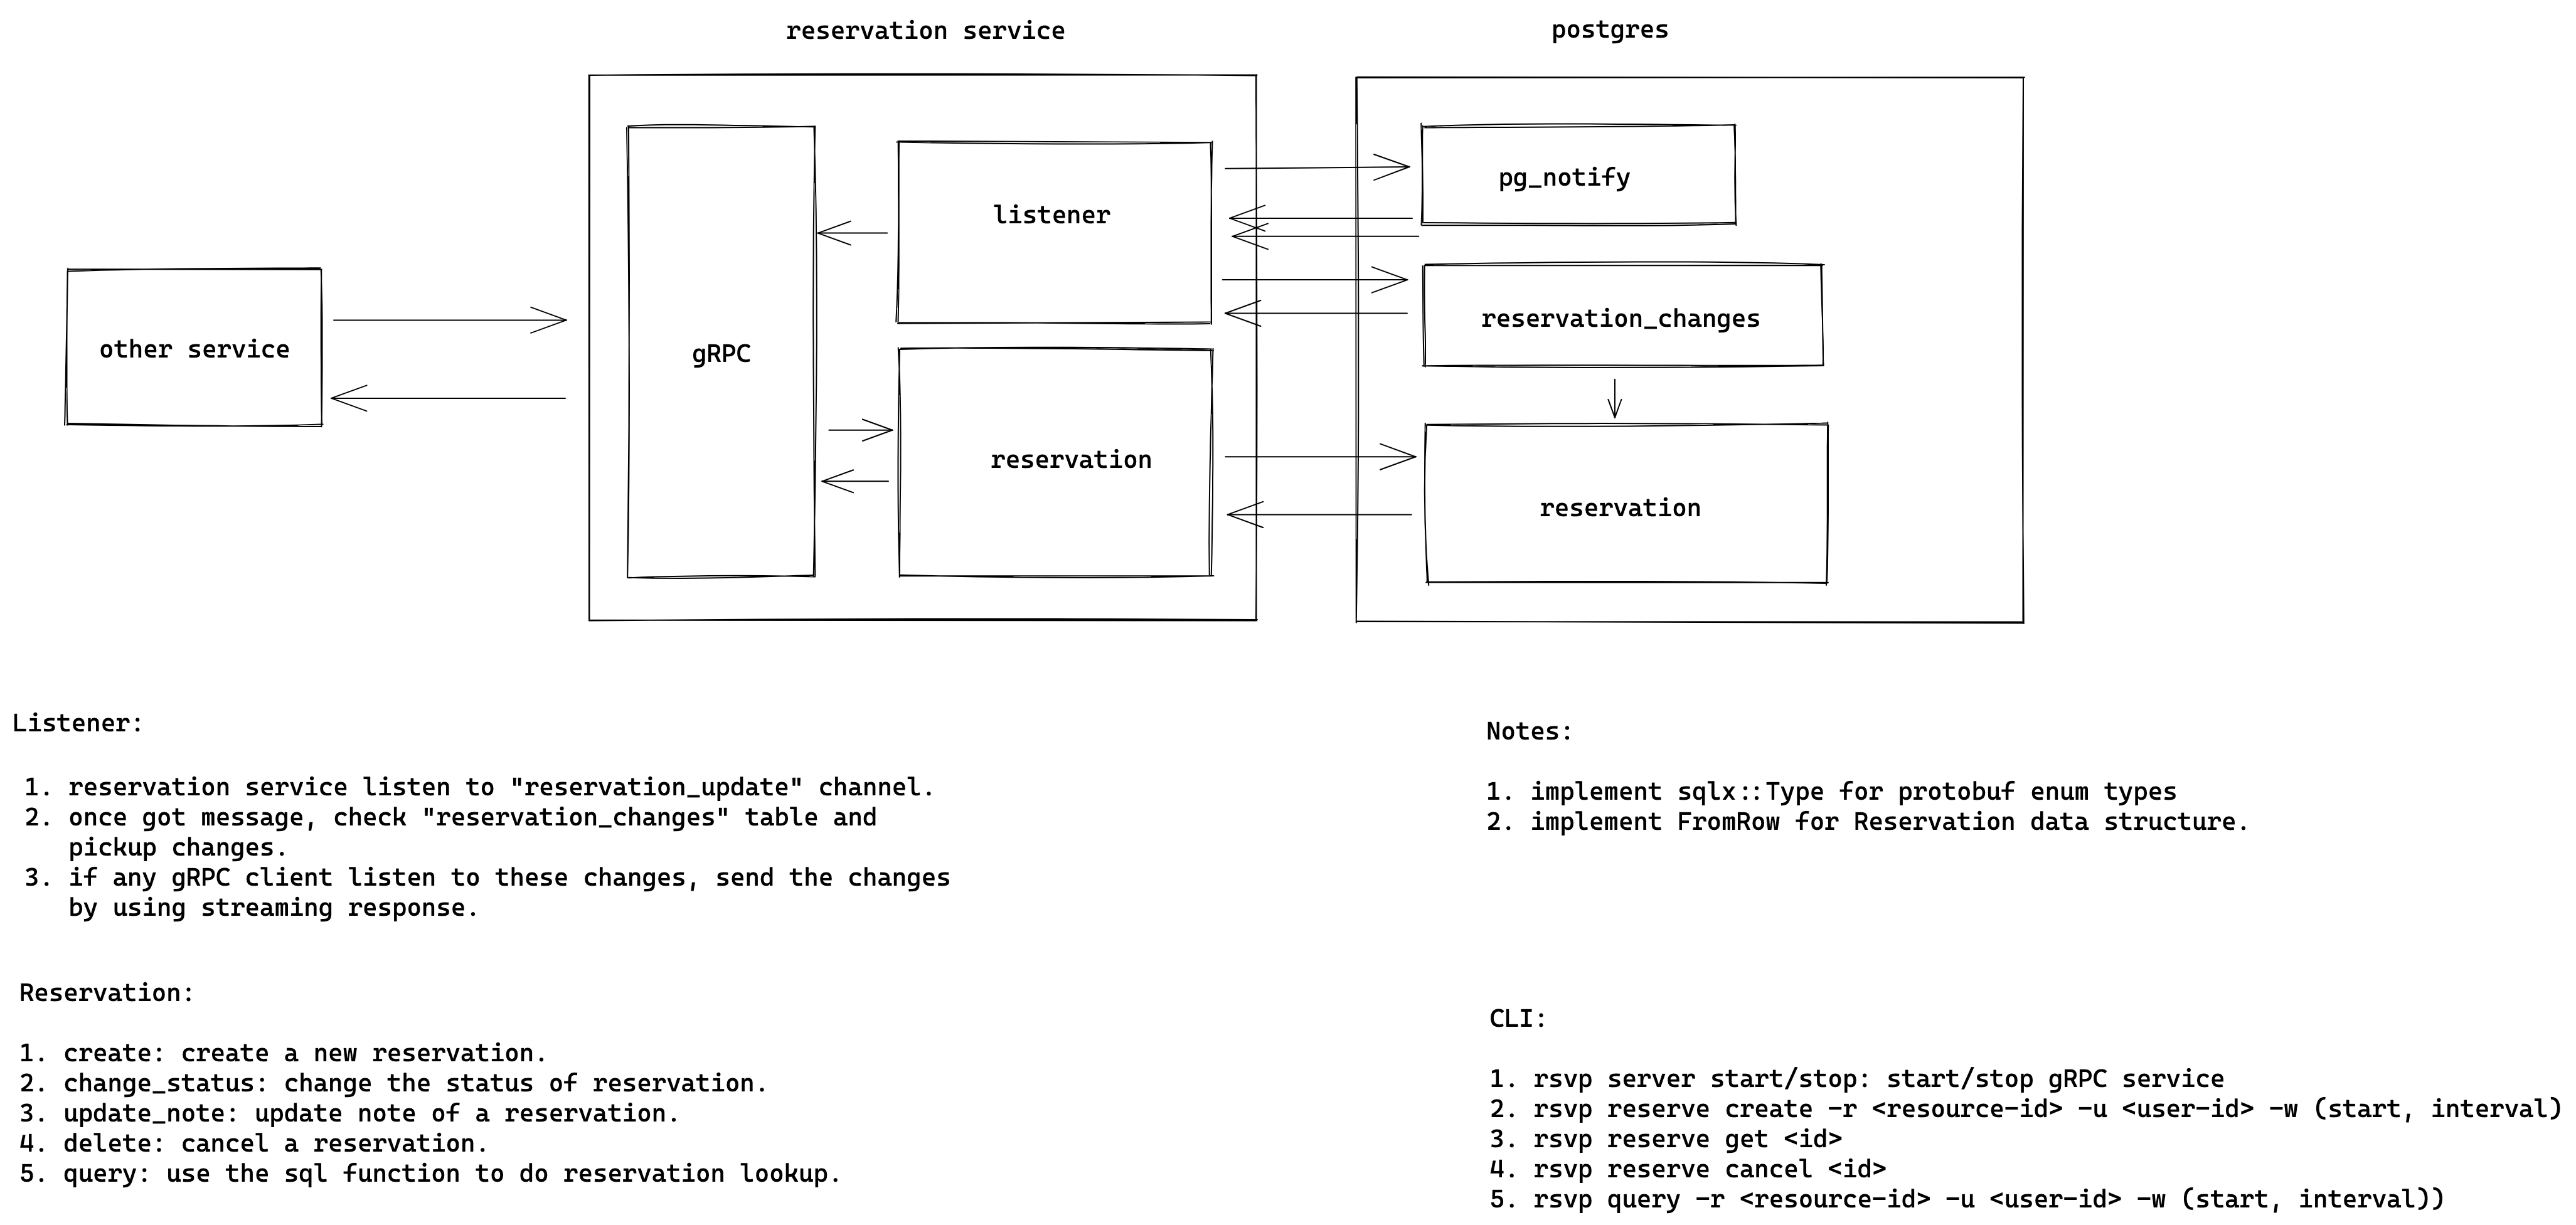 reservation service
postgres
pg_notify
listener
reservation_changes
other service
gRPC
reservation
reservation
Listener:
1. reservation service listen to "reservation_update" channel.
2. once got message, check "reservation_changes" table and
pickup changes.
3. if any gRPC client listen to these changes, send the changes
by using streaming response.
Reservation:
1. create: create a new reservation.
2. change_status: change the status of reservation.
3. update_note: update note of a reservation.
4. delete: cancel a reservation.
5. query: use the sql function to do reservation lookup.
Notes:
1. implement sqlx::Type for protobuf enum types
2. implement FromRow for Reservation data structure.
CLI:
1. rsvp server start/stop: start/stop gRPC service
2. rsvp reserve create -r <resource-id> -u <user-id> -w (start, interval)
3. rsvp reserve get <id>
4. rsvp reserve cancel <id>
5. rsvp query -r <resource-id> -u <user-id> -w (start, interval))